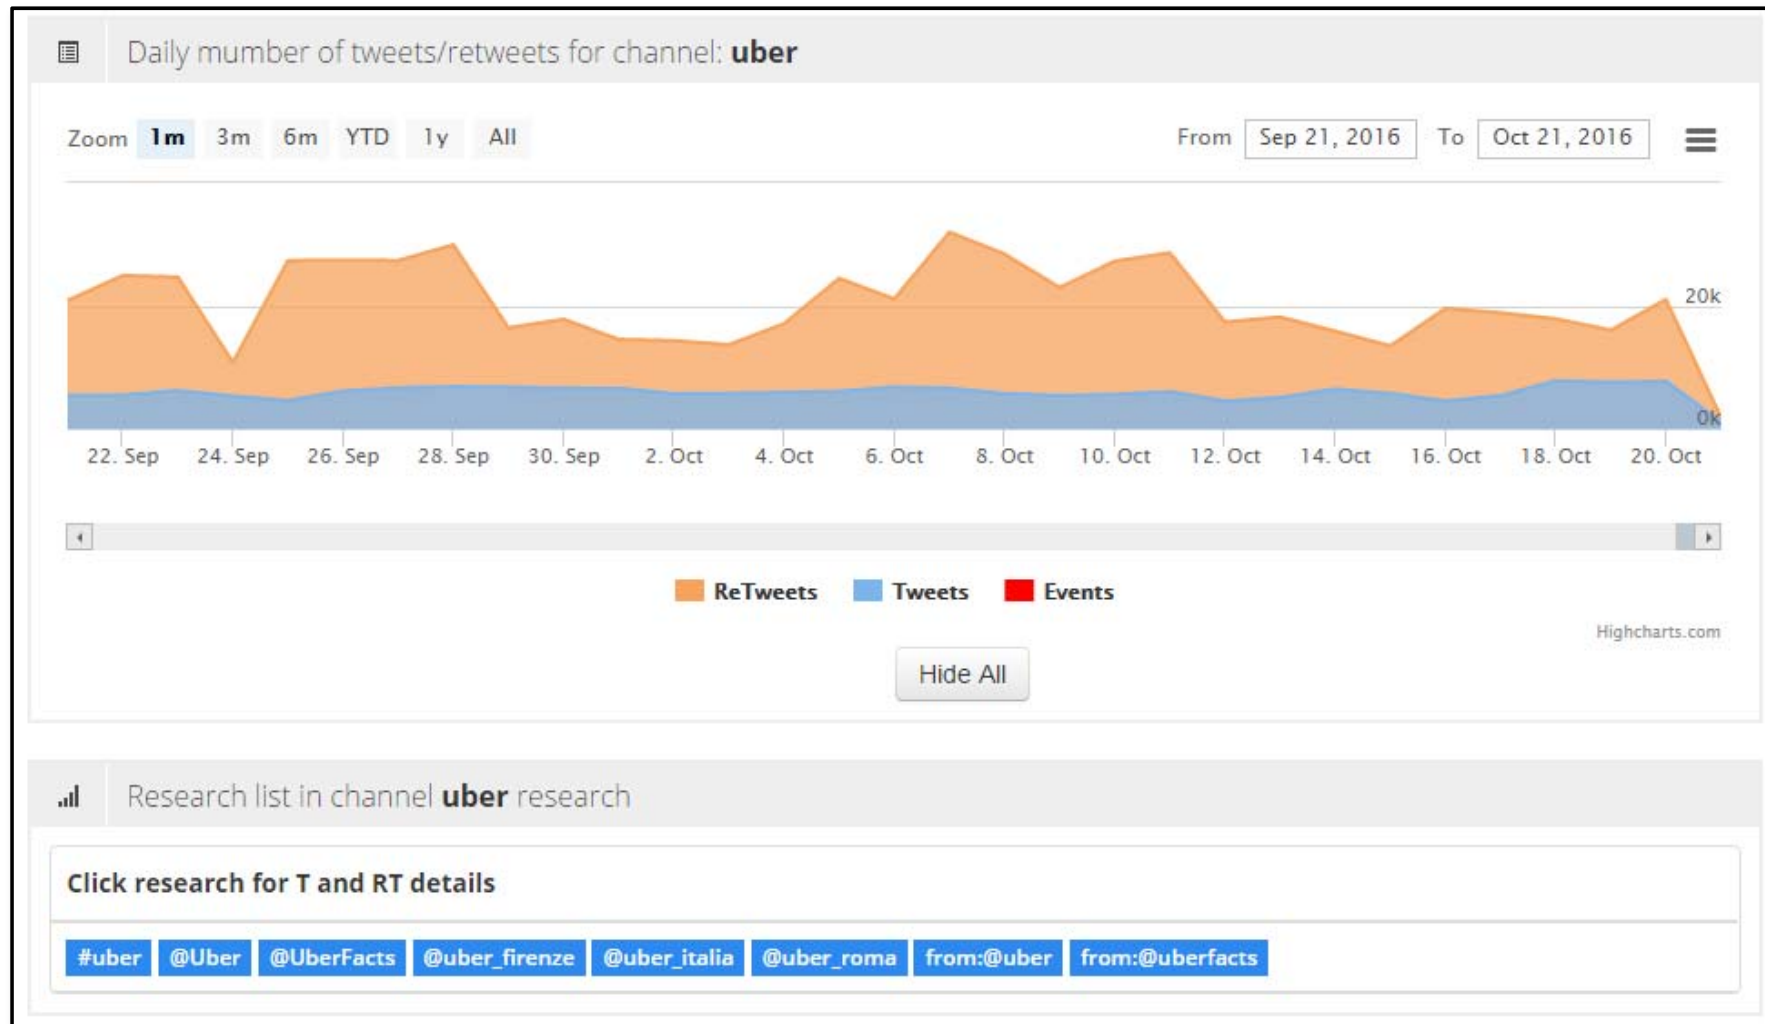 Daily mumber of tweets/retweets for channel: uber
Zoom 1m 3m 6m YTD 1y All From Sep 21, 2016 To Oct 21, 2016
20k
0k
22. Sep 24. Sep 26. Sep 28. Sep 30. Sep 2. Oct 4. Oct 6. Oct 8. Oct 10. Oct 12. Oct 14. Oct 16. Oct 18. Oct 20. Oct
ReTweets Tweets Events
Highcharts.com
Hide All
Research list in channel uber research
Click research for T and RT details
#uber @Uber @UberFacts @uber_firenze @uber_italia @uber_roma from:@uber from:@uberfacts